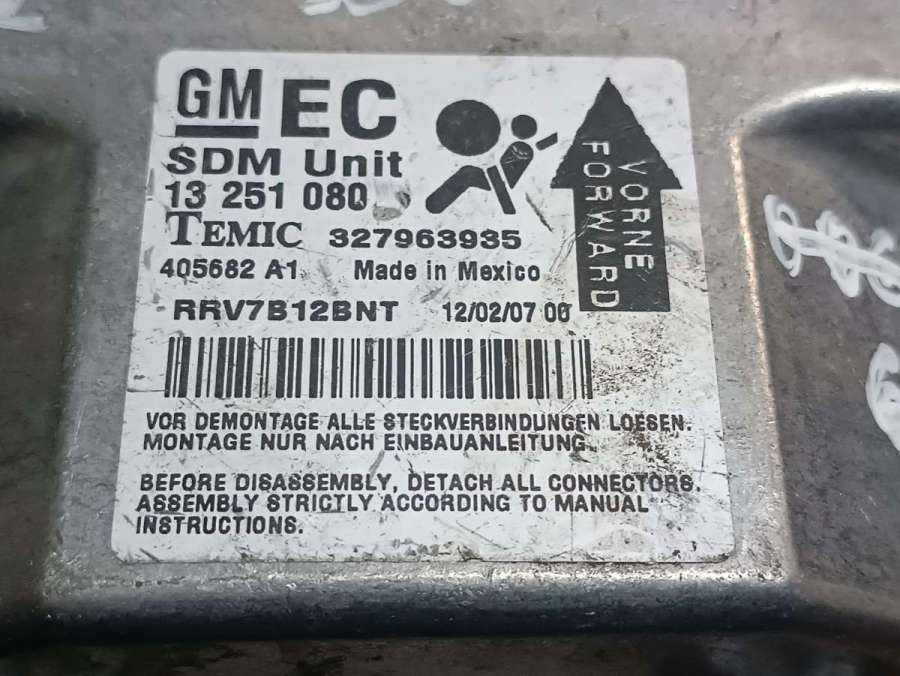 GM EC
SDM Unit
13 251 080
TEMIC 327963935
405682 A1 Made in Mexico
RRV7B12BNT 12/02/07 00
VORNE
FORWARD
VOR DEMONTAGE ALLE STECKVERBINDUNGEN LOESEN.
MONTAGE NUR NACH EINBAUANLEITUNG.
BEFORE DISASSEMBLY, DETACH ALL CONNECTORS.
ASSEMBLY STRICTLY ACCORDING TO MANUAL
INSTRUCTIONS.